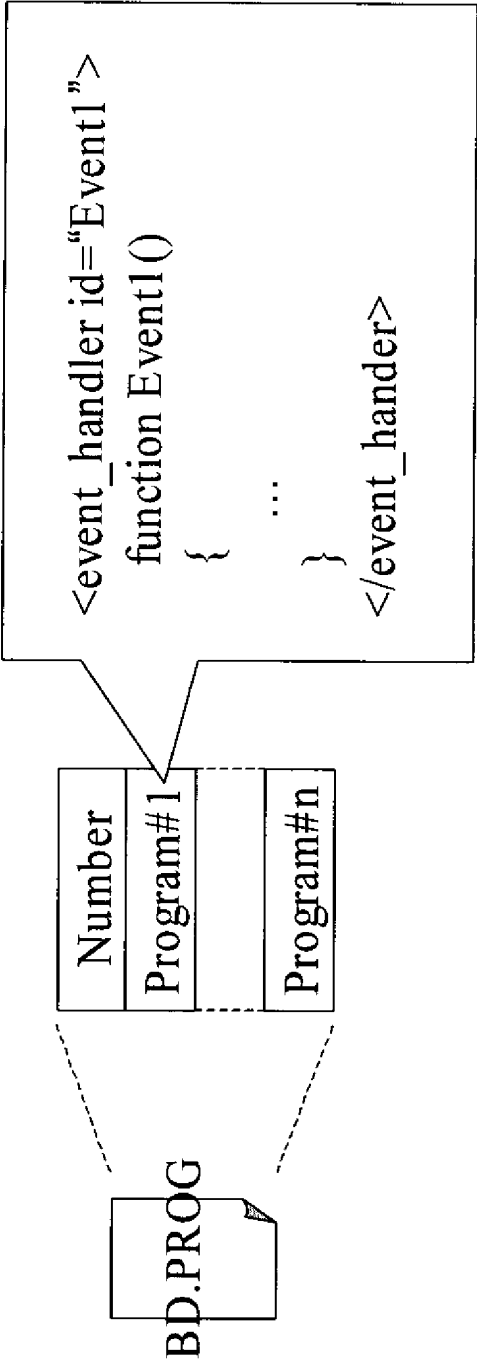 BD.PROG
Number
Program#1
Program#n
<event_handler id=“Event1”>
function Event1()
{
...
}
</event_hander>